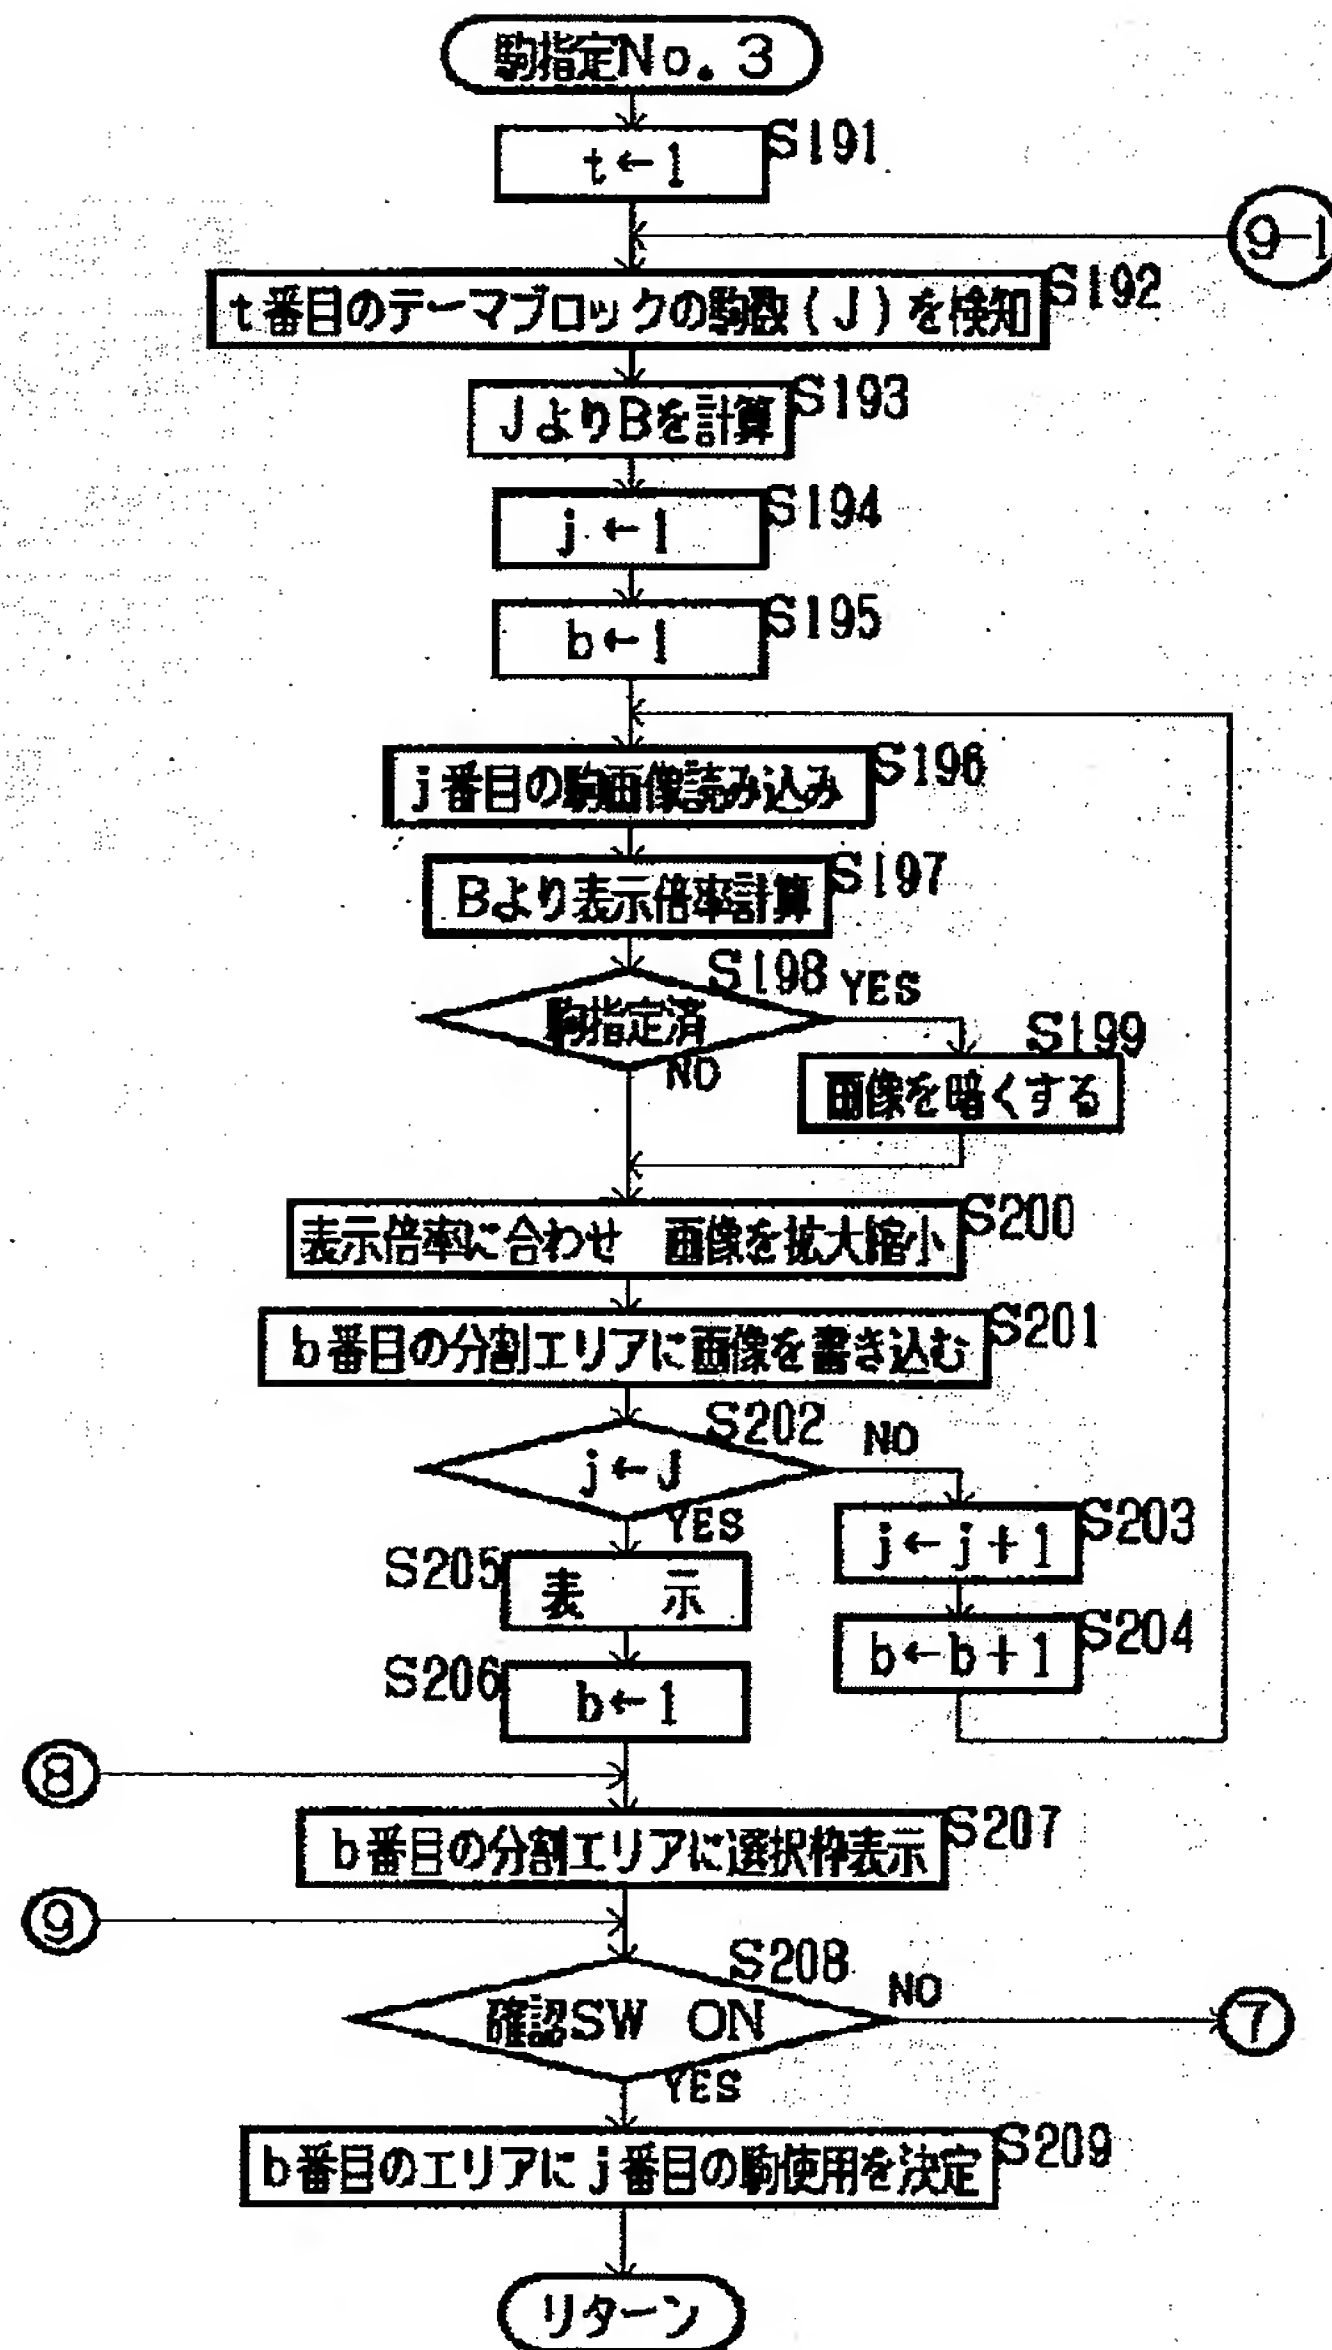 駒指定No. 3
S191
t←1
9-1
S192
t番目のテーマブロックの駒数(J)を検知
S193
JよりBを計算
S194
j←1
S195
b←1
S196
j番目の駒画像読み込み
S197
Bより表示倍率計算
S198
YES
駒指定済
NO
S199
画像を暗くする
S200
表示倍率に合わせ 画像を拡大縮小
S201
b番目の分割エリアに画像を書き込む
S202
NO
j←J
YES
S203
j←j+1
S205
表 示
S204
b←b+1
S206
b←1
⑧
S207
b番目の分割エリアに選択枠表示
⑨
S208
NO
確認SW ON
⑦
YES
S209
b番目のエリアにj番目の駒使用を決定
リターン